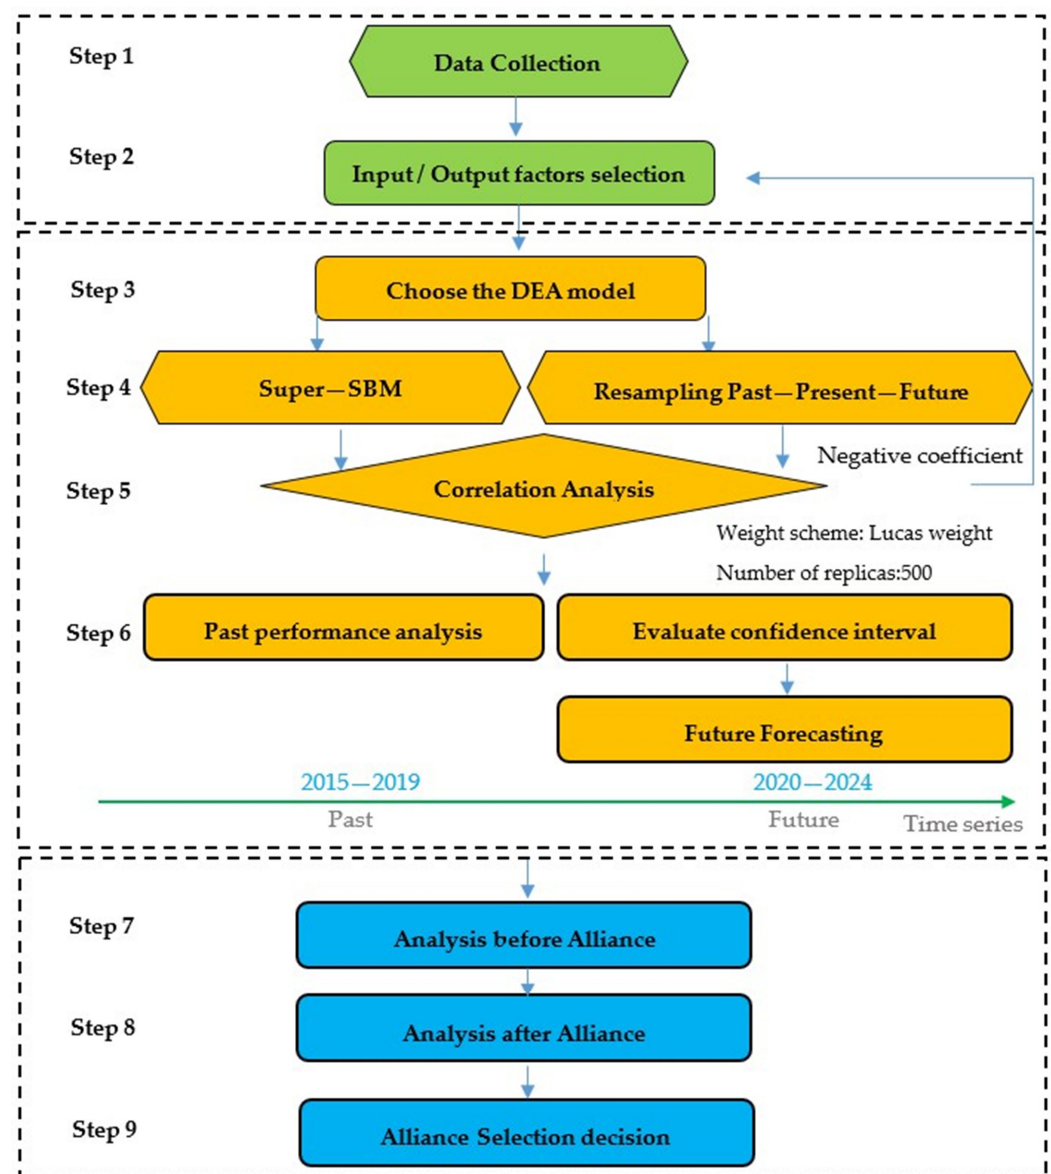 Step 1
Data Collection
Step 2
Input / Output factors selection
Step 3
Choose the DEA model
Step 4
Super—SBM
Resampling Past—Present—Future
Negative coefficient
Step 5
Correlation Analysis
Weight scheme: Lucas weight
Number of replicas:500
Step 6
Past performance analysis
Evaluate confidence interval
Future Forecasting
2015—2019
2020—2024
Past
Future
Time series
Step 7
Analysis before Alliance
Step 8
Analysis after Alliance
Step 9
Alliance Selection decision